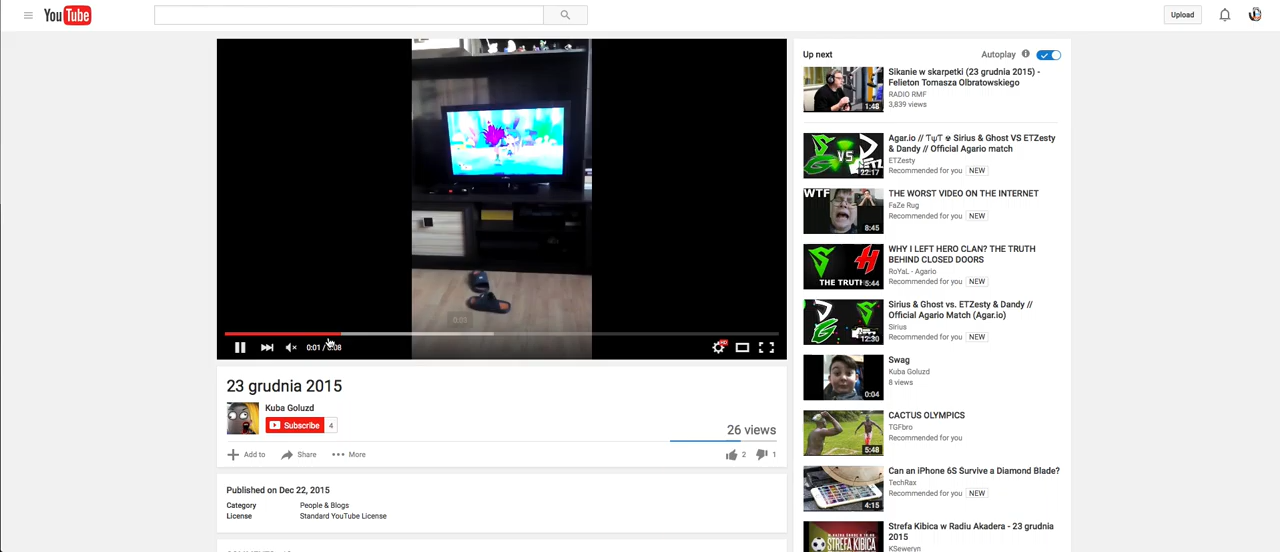 YouTube
Upload
Up next
Autoplay
Sikanie w skarpetki (23 grudnia 2015) -
Felieton Tomasza Olbratowskiego
RADIO RMF
3,839 views
1:48
Agar.io // TψT ☢ Sirius & Ghost VS ETZesty
& Dandy // Official Agario match
ETZesty
Recommended for you NEW
VS
22:17
THE WORST VIDEO ON THE INTERNET
FaZe Rug
Recommended for you NEW
WTF
8:45
WHY I LEFT HERO CLAN? THE TRUTH
BEHIND CLOSED DOORS
RoYaL - Agario
Recommended for you NEW
THE TRUTH
5:44
Sirius & Ghost vs. ETZesty & Dandy //
Official Agario Match (Agar.io)
Sirius
Recommended for you NEW
12:30
Swag
Kuba Goluzd
8 views
0:04
CACTUS OLYMPICS
TGFbro
Recommended for you
5:48
Can an iPhone 6S Survive a Diamond Blade?
TechRax
Recommended for you NEW
4:15
Strefa Kibica w Radiu Akadera - 23 grudnia
2015
KSeweryn
STREFA KIBICA
0:01 / 0:08
HD
23 grudnia 2015
Kuba Goluzd
Subscribe 4
26 views
Add to Share More
2 1
Published on Dec 22, 2015
Category People & Blogs
License Standard YouTube License